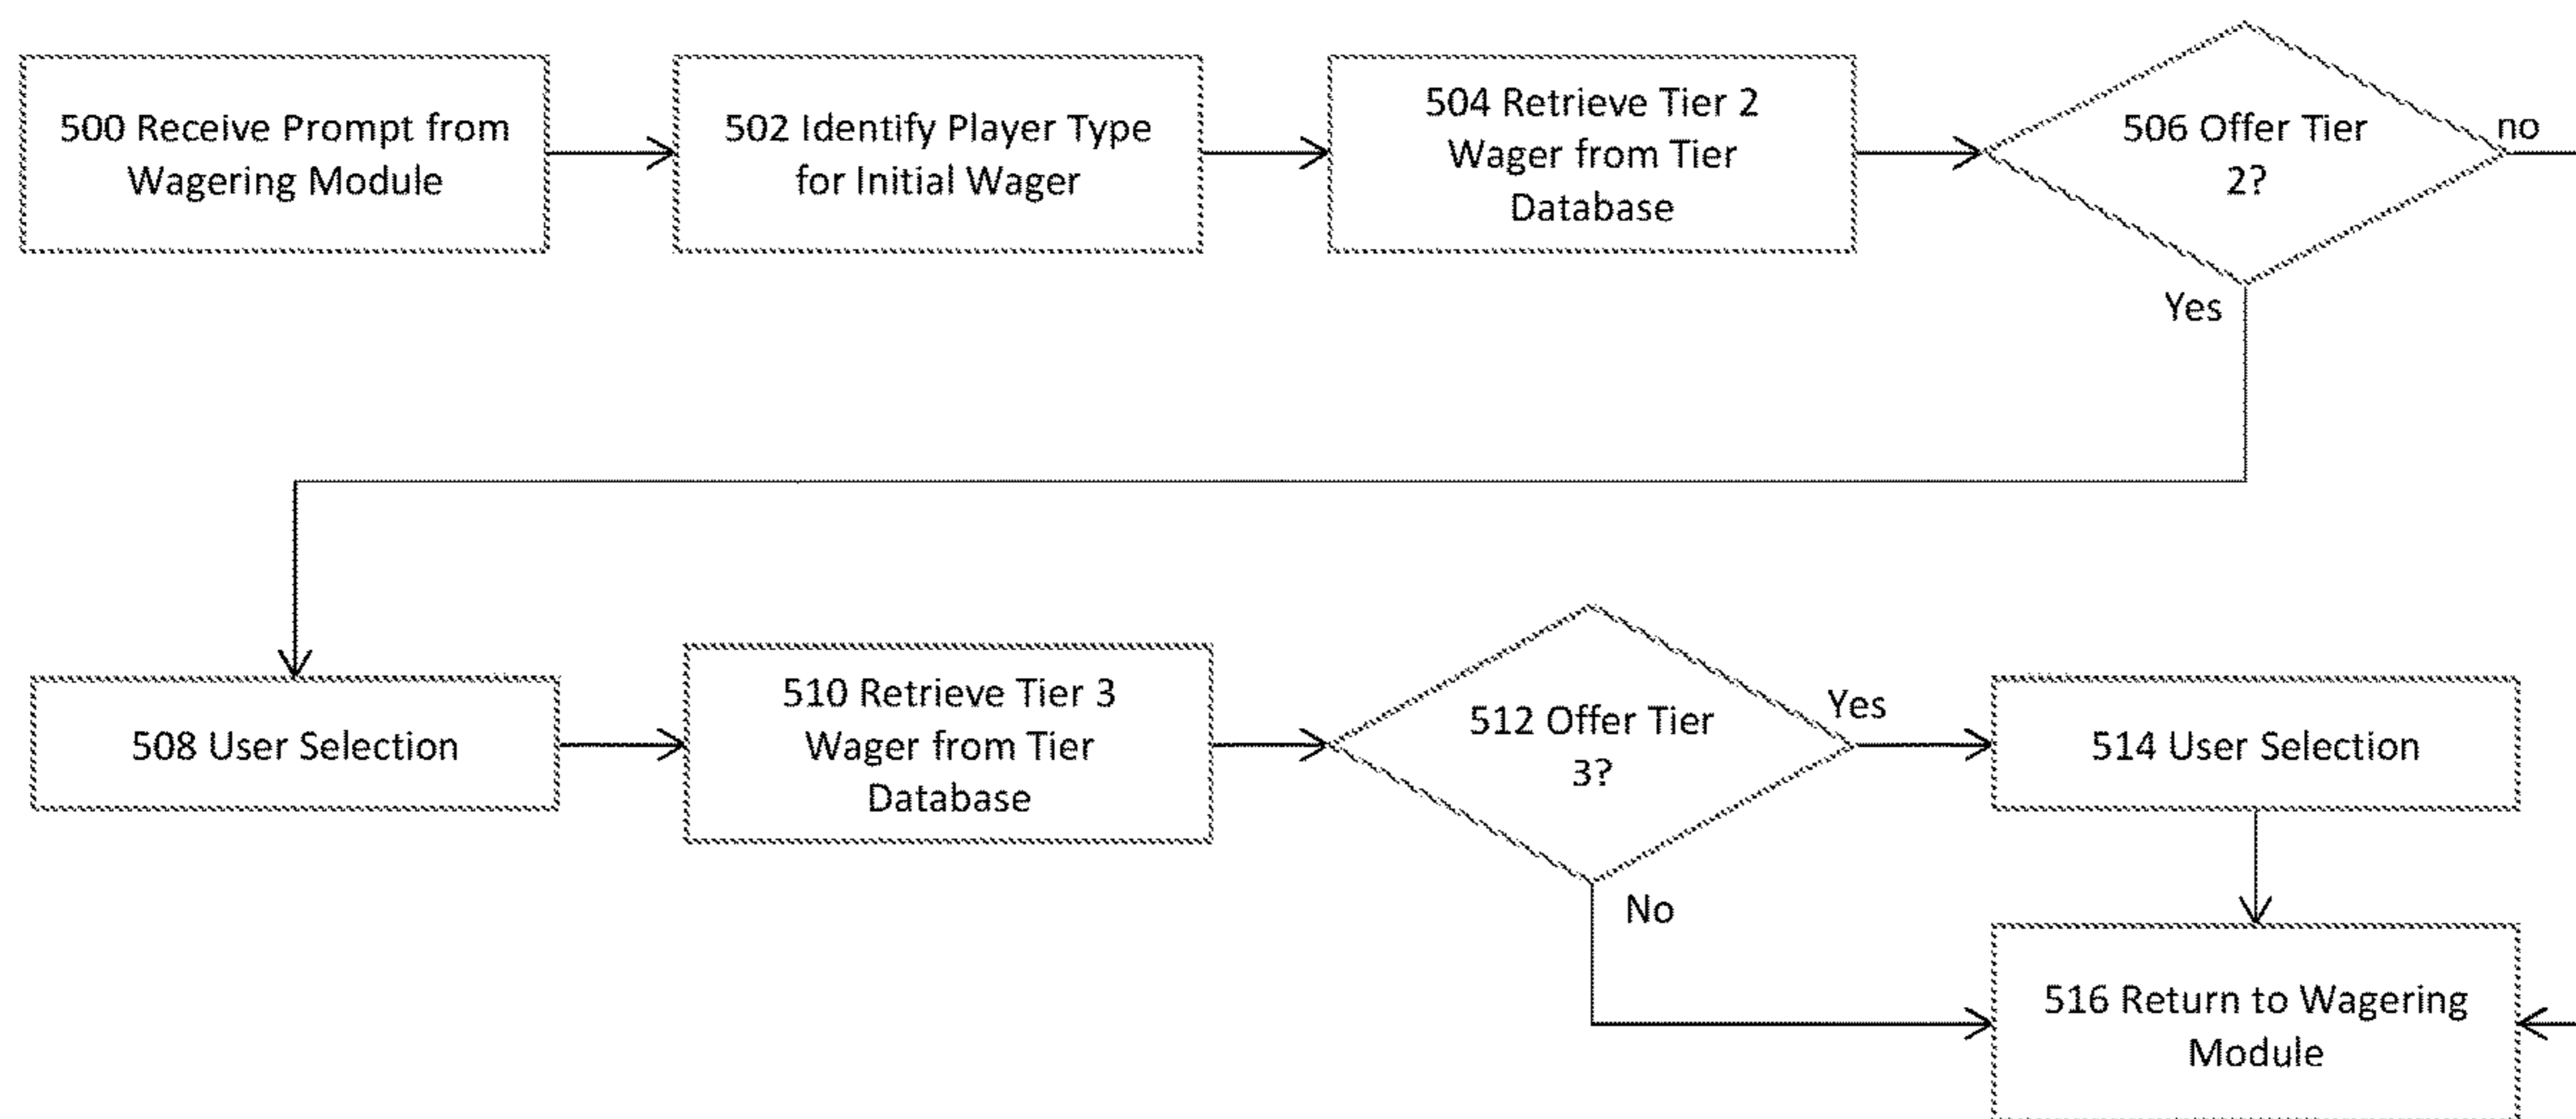 500 Receive Prompt from
Wagering Module
502 Identify Player Type
for Initial Wager
504 Retrieve Tier 2
Wager from Tier
Database
506 Offer Tier
2?
no
Yes
508 User Selection
510 Retrieve Tier 3
Wager from Tier
Database
512 Offer Tier
3?
Yes
514 User Selection
No
516 Return to Wagering
Module